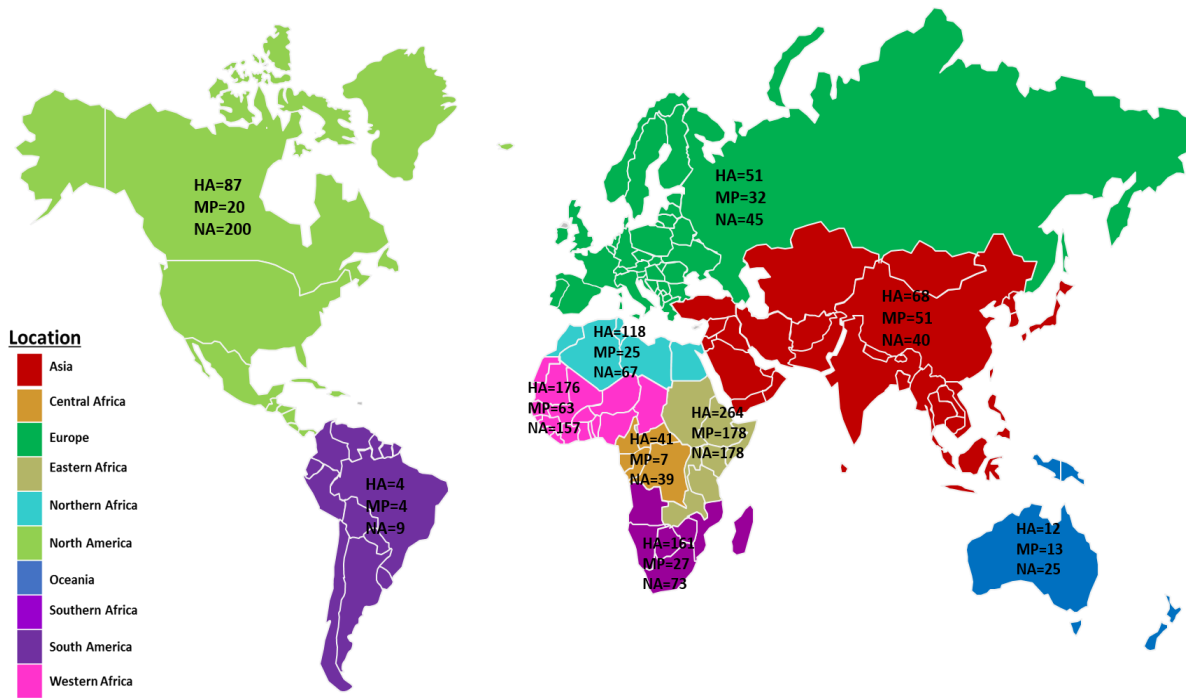 HA=87
MP=20
NA=200
HA=51
MP=32
NA=45
HA=68
MP=51
NA=40
HA=118
MP=25
NA=67
HA=176
MP=63
NA=157
HA=264
MP=178
NA=178
HA=41
MP=7
NA=39
HA=4
MP=4
NA=9
HA=161
MP=27
NA=73
HA=12
MP=13
NA=25
Location
Asia
Central Africa
Europe
Eastern Africa
Northern Africa
North America
Oceania
Southern Africa
South America
Western Africa